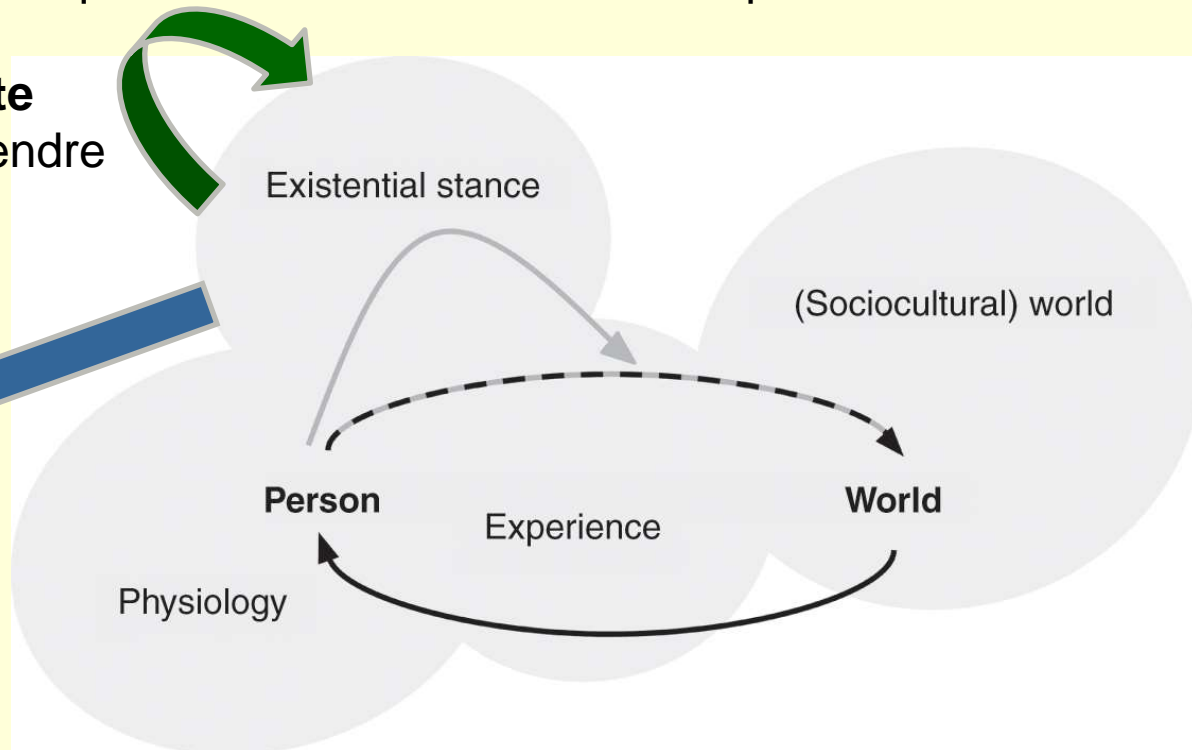 te
endre
Existential stance
(Sociocultural) world
Person
World
Experience
Physiology